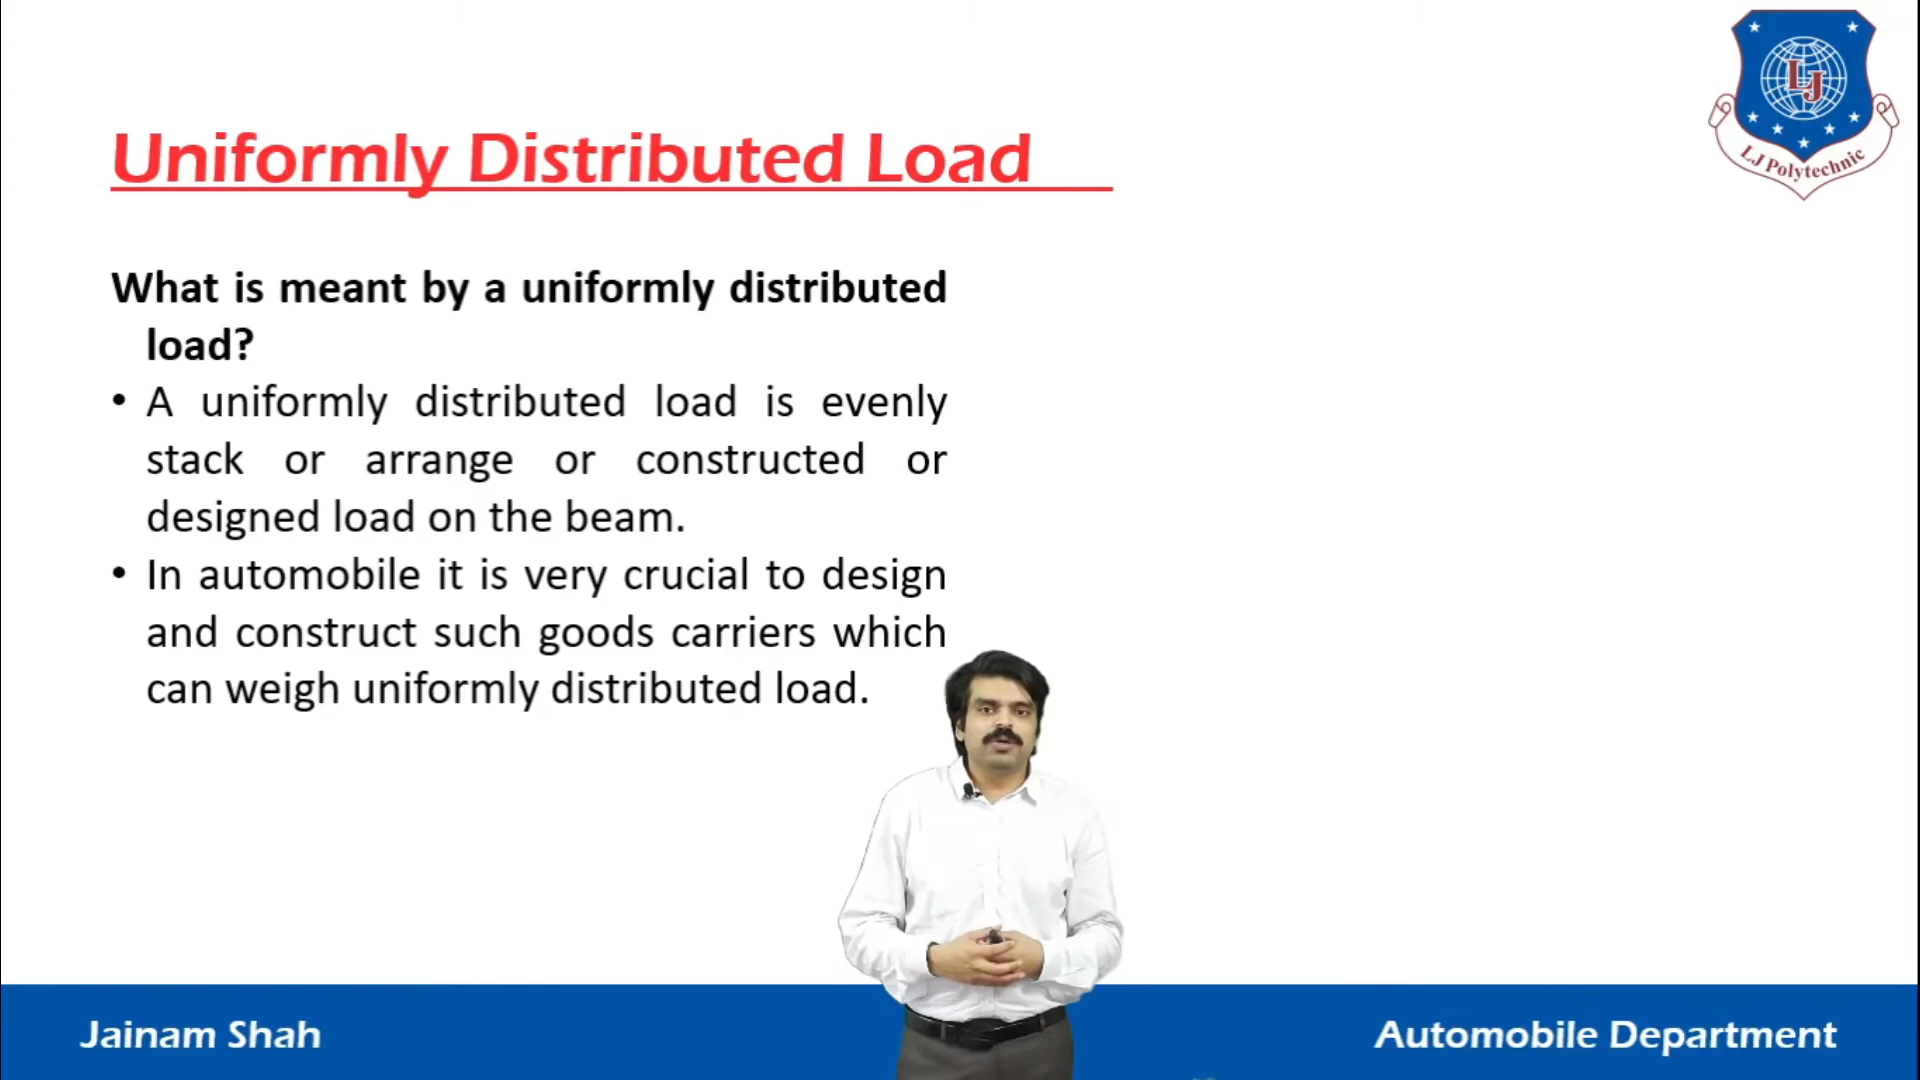 LJ
LJ Polytechnic
Uniformly Distributed Load
What is meant by a uniformly distributed
load?
• A uniformly distributed load is evenly
stack or arrange or constructed or
designed load on the beam.
• In automobile it is very crucial to design
and construct such goods carriers which
can weigh uniformly distributed load.
Jainam Shah
Automobile Department